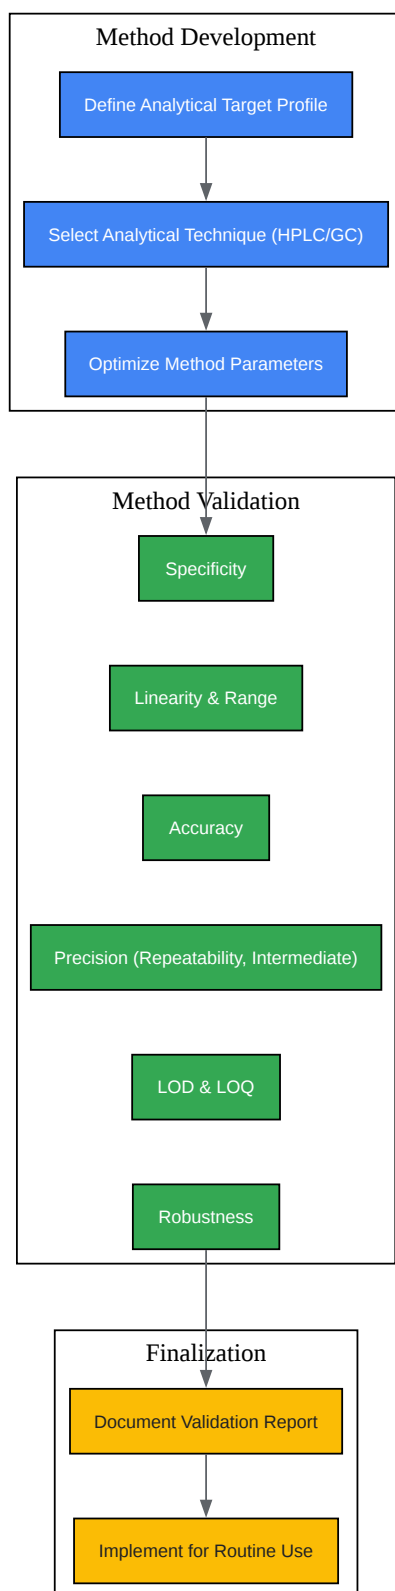 Method Development
Define Analytical Target Profile
Select Analytical Technique (HPLC/GC)
Optimize Method Parameters
Method Validation
Specificity
Linearity & Range
Accuracy
Precision (Repeatability, Intermediate)
LOD & LOQ
Robustness
Finalization
Document Validation Report
Implement for Routine Use